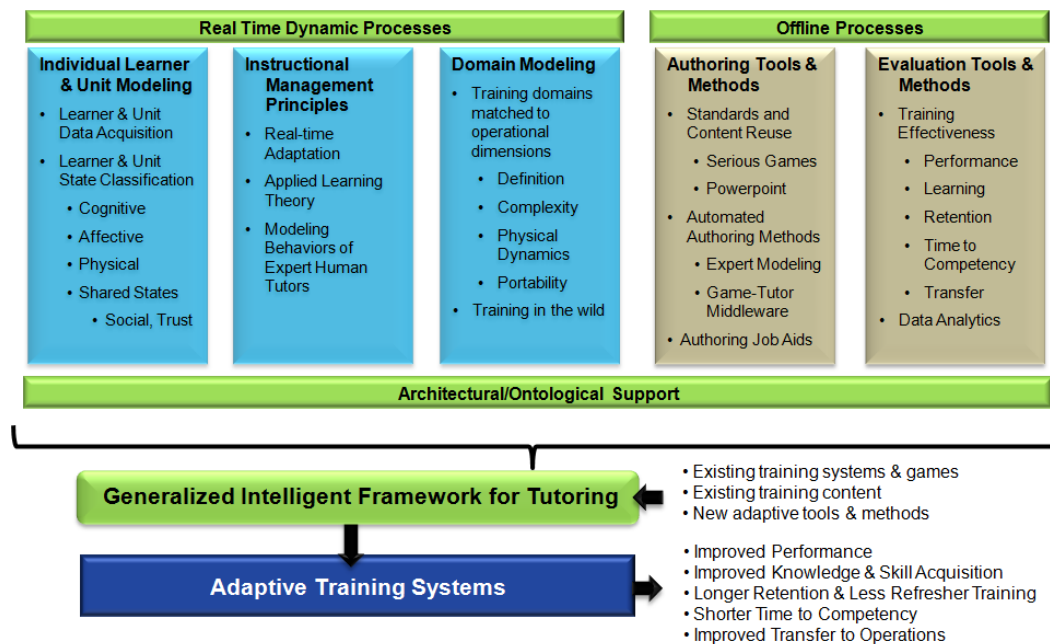 Real Time Dynamic Processes
Offline Processes
Individual Learner
& Unit Modeling
• Learner & Unit
Data Acquisition
• Learner & Unit
State Classification
• Cognitive
• Affective
• Physical
• Shared States
• Social, Trust
Instructional
Management
Principles
• Real-time
Adaptation
• Applied Learning
Theory
• Modeling
Behaviors of
Expert Human
Tutors
Domain Modeling
• Training domains
matched to
operational
dimensions
• Definition
• Complexity
• Physical
Dynamics
• Portability
• Training in the wild
Authoring Tools &
Methods
• Standards and
Content Reuse
• Serious Games
• Powerpoint
• Automated
Authoring Methods
• Expert Modeling
• Game-Tutor
Middleware
• Authoring Job Aids
Evaluation Tools &
Methods
• Training
Effectiveness
• Performance
• Learning
• Retention
• Time to
Competency
• Transfer
• Data Analytics
Architectural/Ontological Support
Generalized Intelligent Framework for Tutoring
• Existing training systems & games
• Existing training content
• New adaptive tools & methods
Adaptive Training Systems
• Improved Performance
• Improved Knowledge & Skill Acquisition
• Longer Retention & Less Refresher Training
• Shorter Time to Competency
• Improved Transfer to Operations